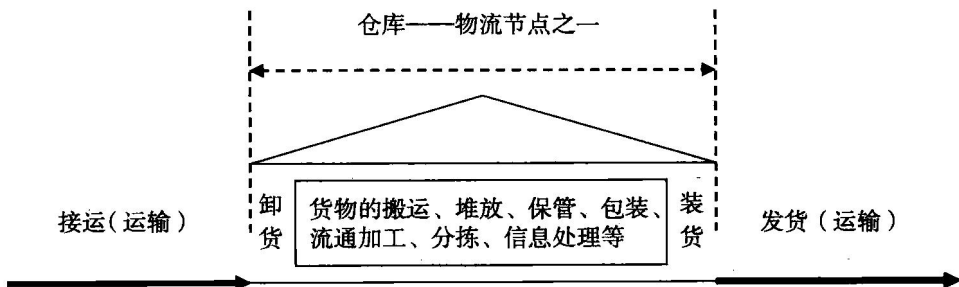 仓库——物流节点之一
接运(运输)
卸货
货物的搬运、堆放、保管、包装、
流通加工、分拣、信息处理等
装货
发货(运输)